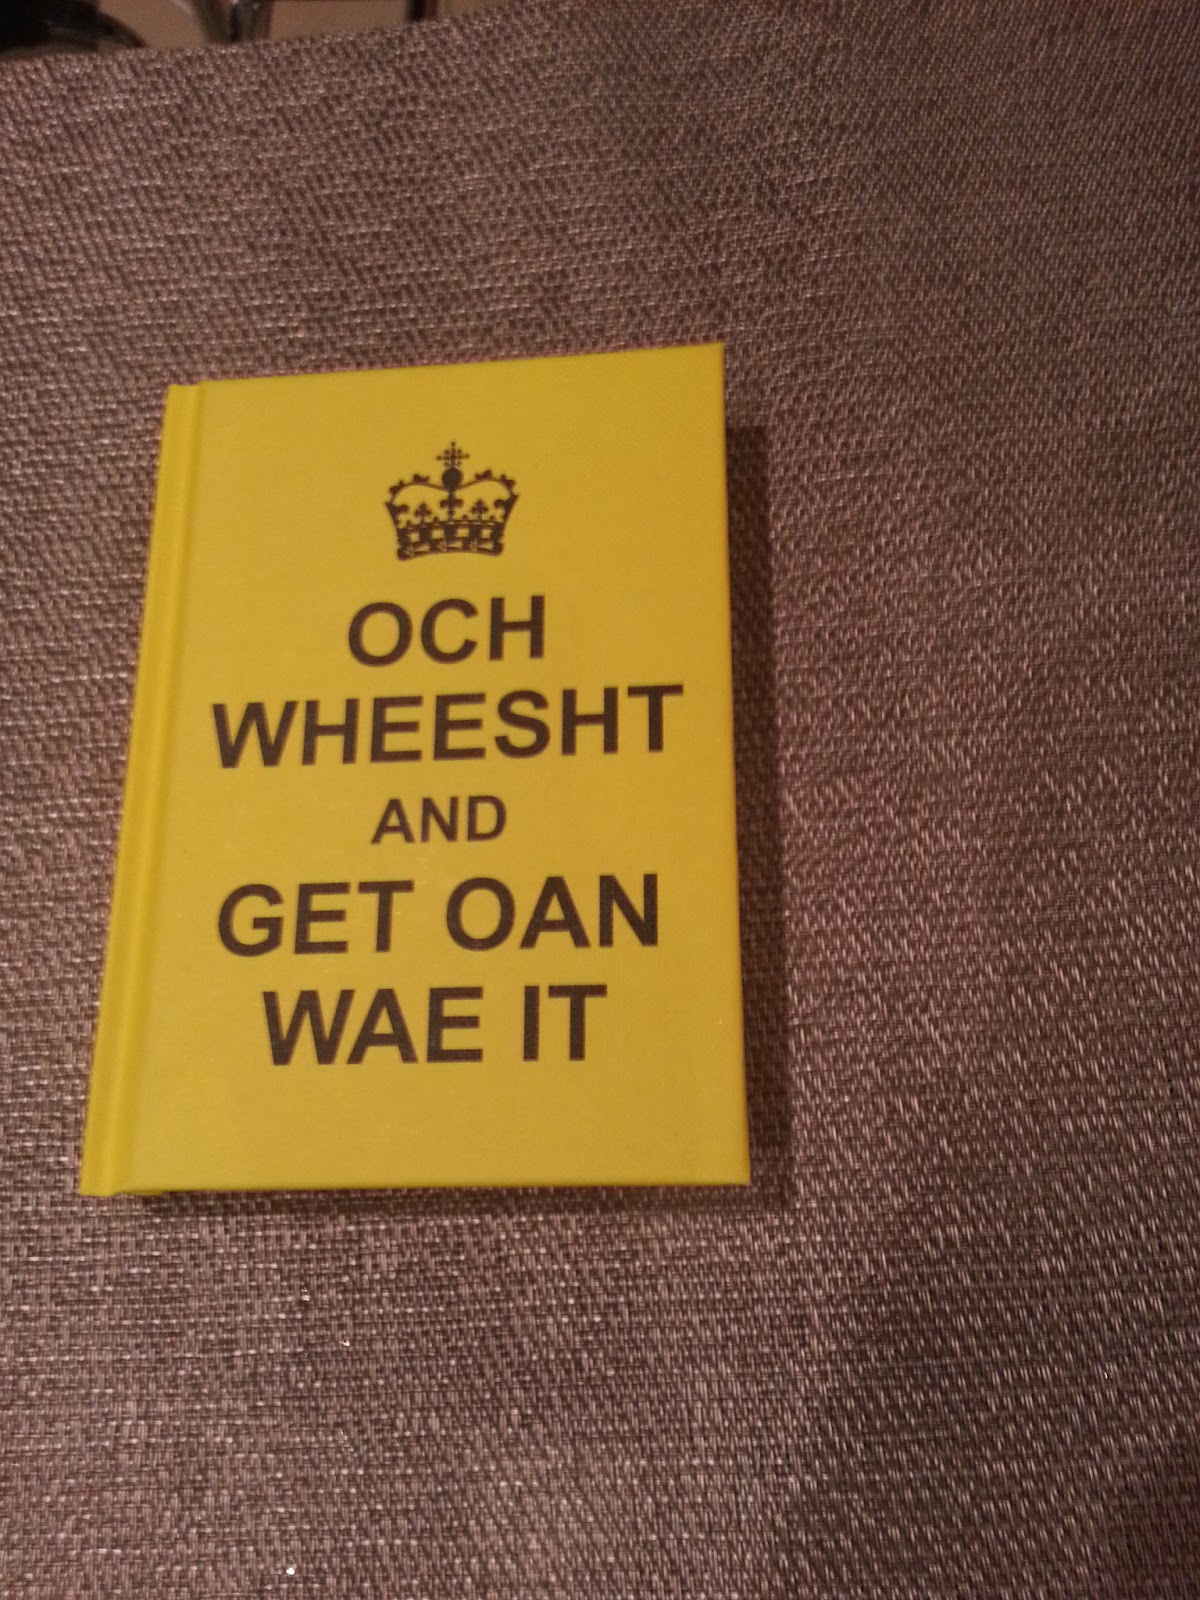 OCH
WHEESHT
AND
GET OAN
WAE IT